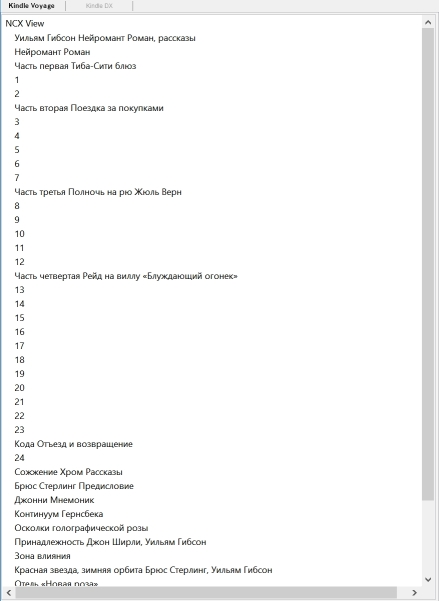 Kindle Voyage
Kindle DX
NCX View
Уильям Гибсон Нейромант Роман, рассказы
Нейромант Роман
Часть первая Тиба-Сити блюз
1
2
Часть вторая Поездка за покупками
3
4
5
6
7
Часть третья Полночь на рю Жюль Верн
8
9
10
11
12
Часть четвертая Рейд на виллу «Блуждающий огонек»
13
14
15
16
17
18
19
20
21
22
23
Кода Отъезд и возвращение
24
Сожжение Хром Рассказы
Брюс Стерлинг Предисловие
Джонни Мнемоник
Континуум Гернсбека
Осколки голографической розы
Принадлежность Джон Ширли, Уильям Гибсон
Зона влияния
Красная звезда, зимняя орбита Брюс Стерлинг, Уильям Гибсон
Отель «Новая роза»